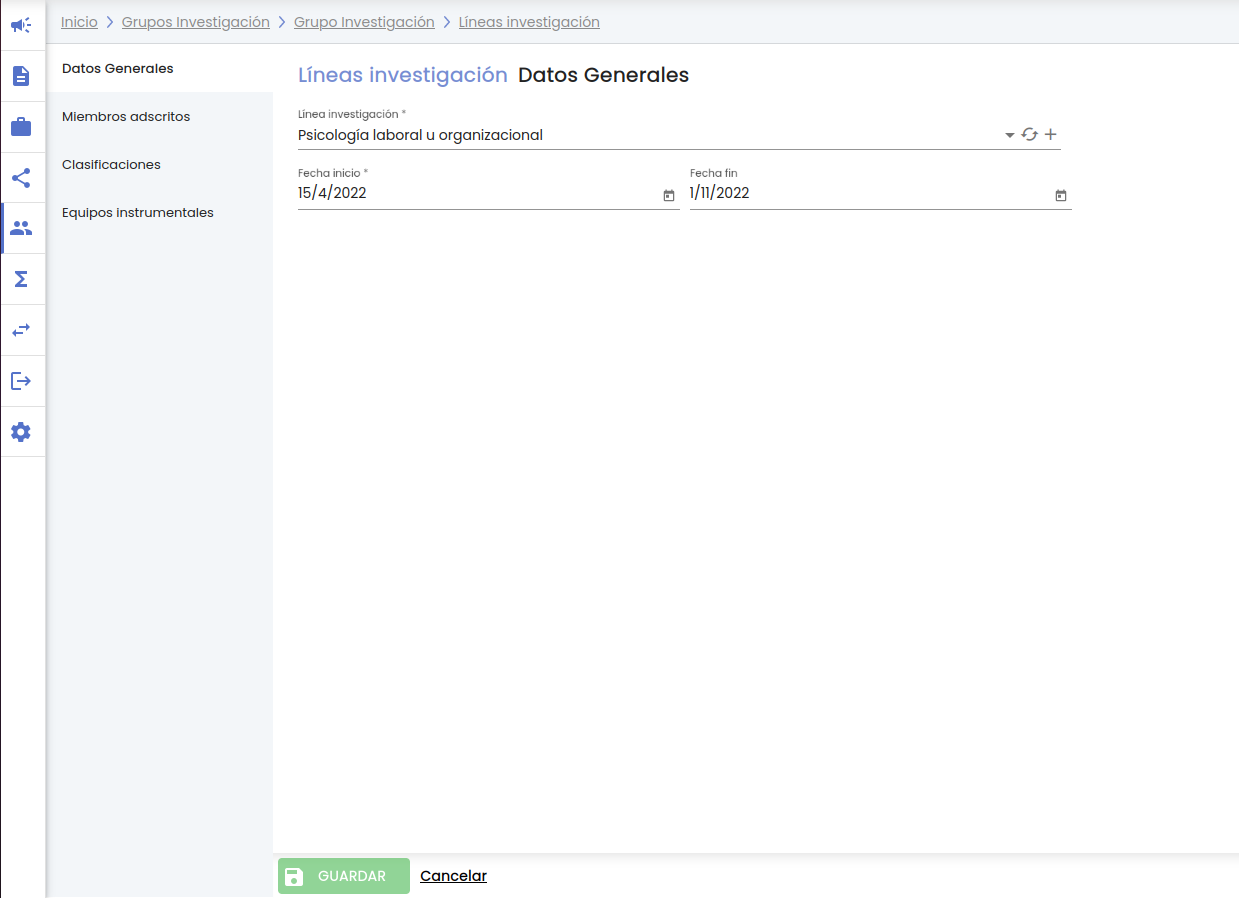 Inicio > Grupos Investigación > Grupo Investigación > Líneas investigación
Datos Generales
Miembros adscritos
Clasificaciones
Equipos instrumentales
Líneas investigación Datos Generales
Línea investigación *
Psicología laboral u organizacional
Fecha inicio * Fecha fin
15/4/2022 1/11/2022
GUARDAR Cancelar